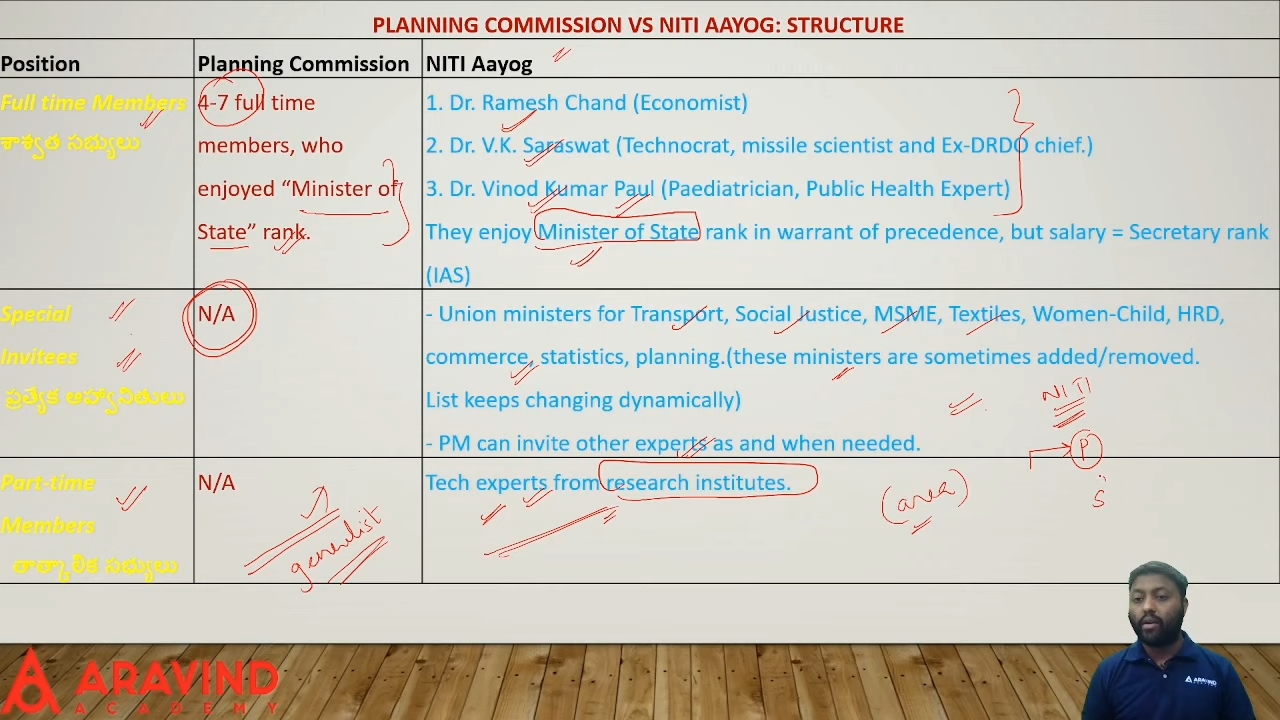 PLANNING COMMISSION VS NITI AAYOG: STRUCTURE
Position
Planning Commission
NITI Aayog
Full time Members
శాశ్వత సభ్యులు
4-7 full time
members, who
enjoyed “Minister of
State” rank.
1. Dr. Ramesh Chand (Economist)
2. Dr. V.K. Saraswat (Technocrat, missile scientist and Ex-DRDO chief.)
3. Dr. Vinod Kumar Paul (Paediatrician, Public Health Expert)
They enjoy Minister of State rank in warrant of precedence, but salary = Secretary rank
(IAS)
Special
Invitees
ప్రత్యేక ఆహ్వానితులు
N/A
- Union ministers for Transport, Social Justice, MSME, Textiles, Women-Child, HRD,
commerce, statistics, planning.(these ministers are sometimes added/removed.
List keeps changing dynamically)
- PM can invite other experts as and when needed.
NITI
P
Part-time
Members
తాత్కాలిక సభ్యులు
N/A
generalist
Tech experts from research institutes.
(area)
S
ARAVIND
ACADEMY
ARAVIND